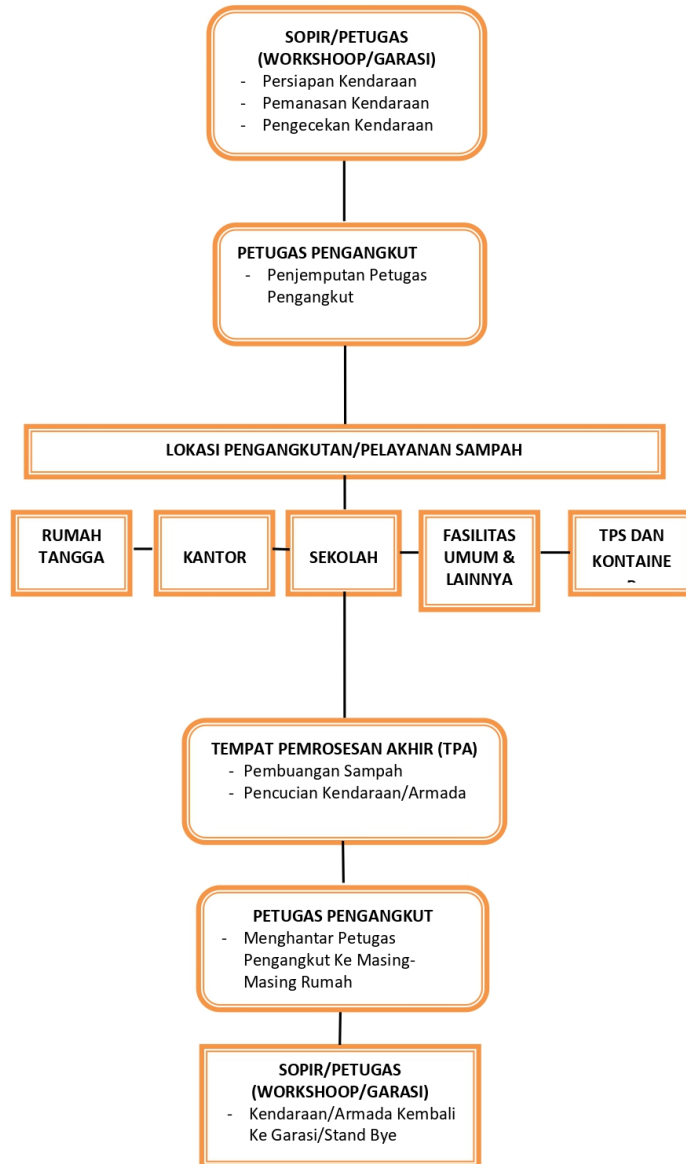 SOPIR/PETUGAS
(WORKSHOOP/GARASI)
- Persiapan Kendaraan
- Pemanasan Kendaraan
- Pengecekan Kendaraan
PETUGAS PENGANGKUT
- Penjemputan Petugas
Pengangkut
LOKASI PENGANGKUTAN/PELAYANAN SAMPAH
RUMAH
TANGGA
KANTOR
SEKOLAH
FASILITAS
UMUM &
LAINNYA
TPS DAN
KONTAINE
TEMPAT PEMROSESAN AKHIR (TPA)
- Pembuangan Sampah
- Pencucian Kendaraan/Armada
PETUGAS PENGANGKUT
- Menghantar Petugas
Pengangkut Ke Masing-
Masing Rumah
SOPIR/PETUGAS
(WORKSHOOP/GARASI)
- Kendaraan/Armada Kembali
Ke Garasi/Stand Bye